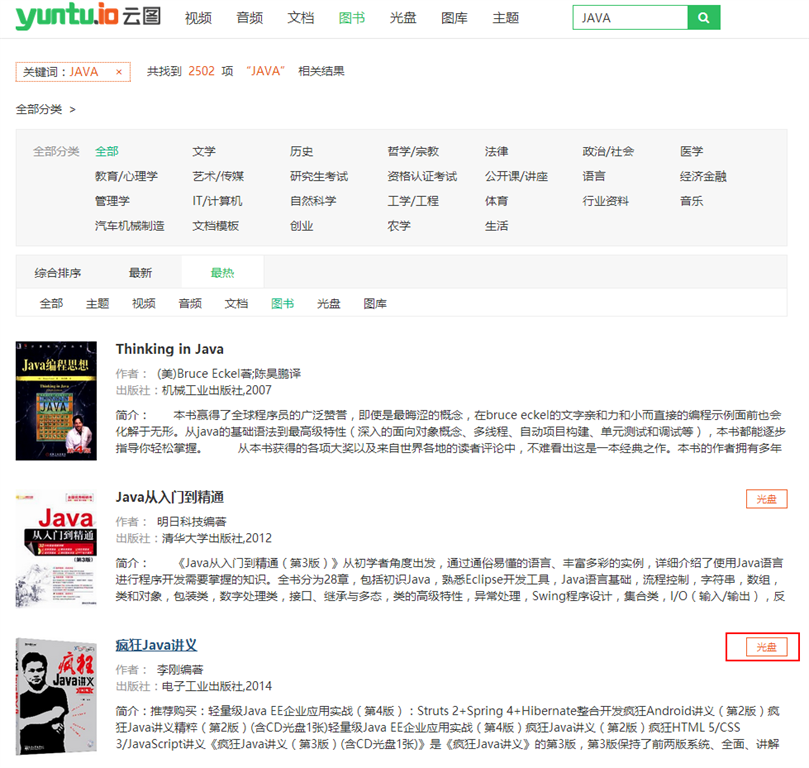 yuntu.io 云图 视频 音频 文档 图书 光盘 图库 主题 JAVA
关键词：JAVA × 共找到 2502 项 “JAVA” 相关结果
全部分类 >
全部分类 全部 文学 历史 哲学/宗教 法律 政治/社会 医学
教育/心理学 艺术/传媒 研究生考试 资格认证考试 公开课/讲座 语言 经济金融
管理学 IT/计算机 自然科学 工学/工程 体育 行业资料 音乐
汽车机械制造 文档模板 创业 农学 生活
综合排序 最新 最热
全部 主题 视频 音频 文档 图书 光盘 图库
Java编程思想
Thinking in Java
JAVA
Thinking in Java
作者： (美)Bruce Eckel著;陈昊鹏译
出版社：机械工业出版社,2007
简介： 本书赢得了全球程序员的广泛赞誉，即使是最晦涩的概念，在bruce eckel的文字亲和力和小而直接的编程示例面前也会
化解于无形。从java的基础语法到最高级特性（深入的面向对象概念、多线程、自动项目构建、单元测试和调试等），本书都能逐步
指导你轻松掌握。 从本书获得的各项大奖以及来自世界各地的读者评论中，不难看出这是一本经典之作。本书的作者拥有多年
Java
从入门到精通
(第3版)
Java从入门到精通 光盘
作者： 明日科技编著
出版社：清华大学出版社,2012
简介： 《Java从入门到精通（第3版）》从初学者角度出发，通过通俗易懂的语言、丰富多彩的实例，详细介绍了使用Java语言
进行程序开发需要掌握的知识。全书分为28章，包括初识Java，熟悉Eclipse开发工具，Java语言基础，流程控制，字符串，数组，
类和对象，包装类，数字处理类，接口、继承与多态，类的高级特性，异常处理，Swing程序设计，集合类，I/O（输入/输出），反
疯狂
Java讲义
疯狂Java讲义 光盘
作者： 李刚编著
出版社：电子工业出版社,2014
简介：推荐购买：轻量级Java EE企业应用实战（第4版）：Struts 2+Spring 4+Hibernate整合开发疯狂Android讲义（第2版）疯
狂Java讲义精粹（第2版）(含CD光盘1张)轻量级Java EE企业应用实战（第4版）疯狂Java讲义（第2版）疯狂HTML 5/CSS
3/JavaScript讲义《疯狂Java讲义（第3版）(含CD光盘1张)》是《疯狂Java讲义》的第3版，第3版保持了前两版系统、全面、讲解